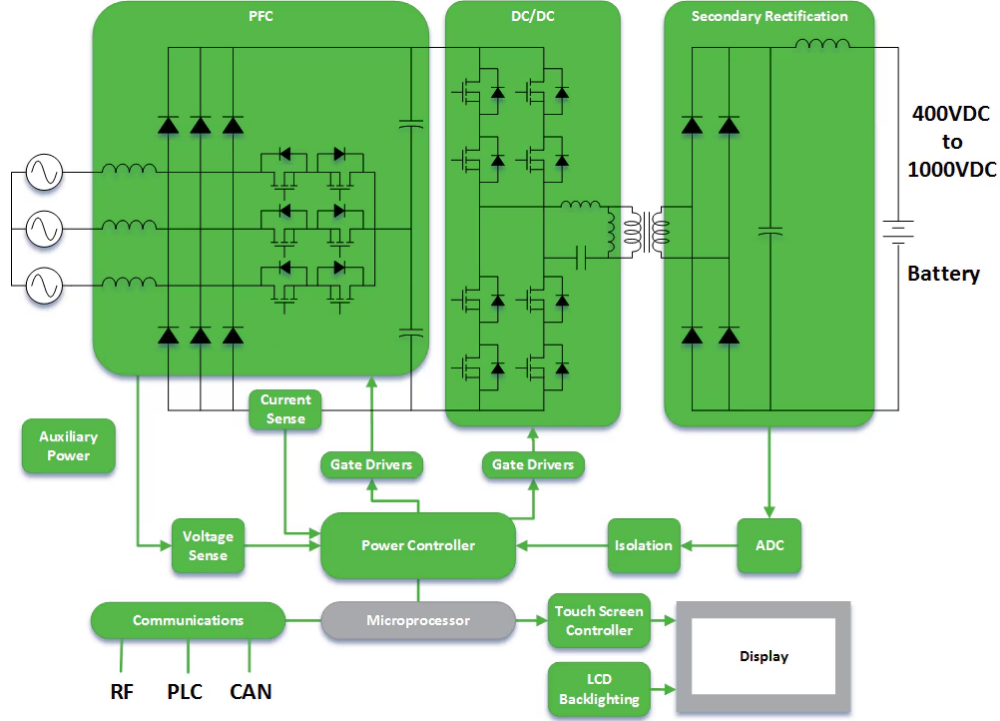 PFC
DC/DC
Secondary Rectification
400VDC
to
1000VDC
Battery
Current
Sense
Auxiliary
Power
Gate Drivers
Gate Drivers
Voltage
Sense
Power Controller
Isolation
ADC
Communications
Microprocessor
Touch Screen
Controller
Display
LCD
Backlighting
RF
PLC
CAN